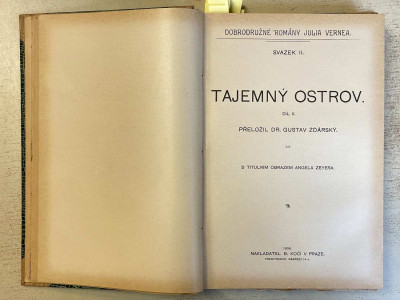 DOBRODRUŽNÉ ROMÁNY JULIA VERNEA.
SVAZEK II.
TAJEMNÝ OSTROV.
DÍL II.
PŘELOŽIL DR. GUSTAV ŽĎÁRSKÝ.
S TITULNÍM OBRAZEM ANGELA ZEYERA.
NAKLADATEL B. KOČÍ V PRAZE,